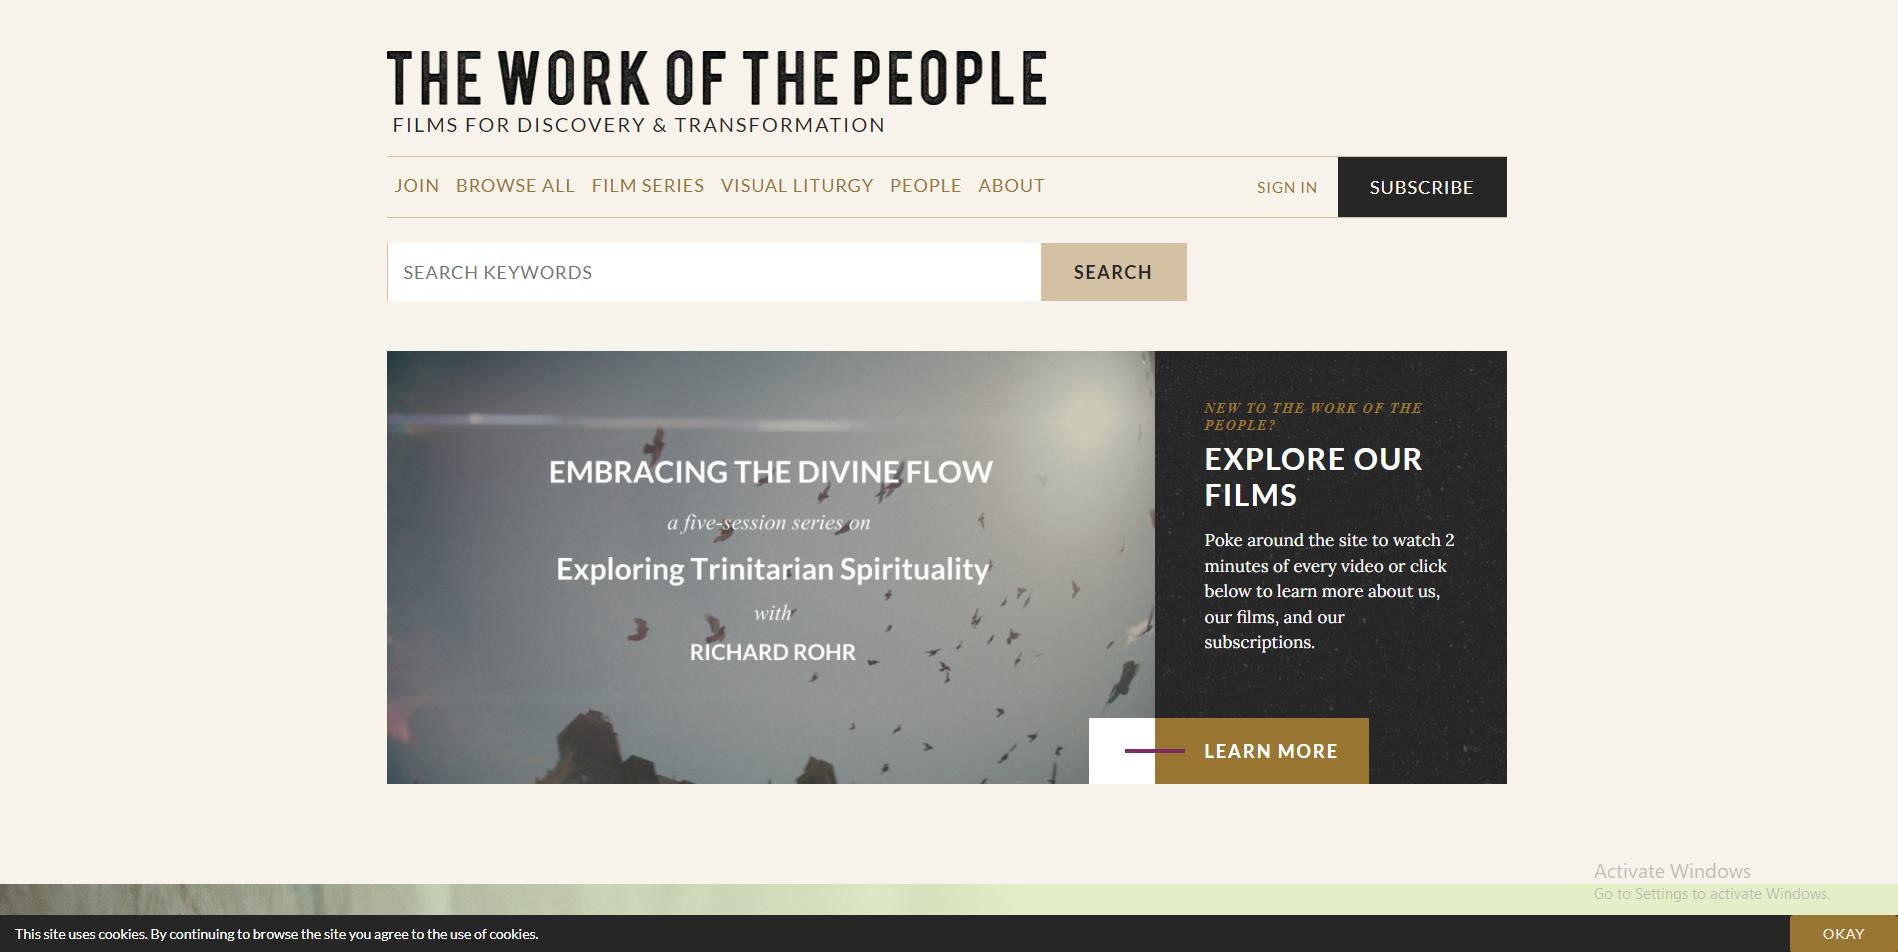 THE WORK OF THE PEOPLE
FILMS FOR DISCOVERY & TRANSFORMATION
JOIN BROWSE ALL FILM SERIES VISUAL LITURGY PEOPLE ABOUT SIGN IN SUBSCRIBE
SEARCH KEYWORDS SEARCH
EMBRACING THE DIVINE FLOW
a five-session series on
Exploring Trinitarian Spirituality
with
RICHARD ROHR
NEW TO THE WORK OF THE
PEOPLE?
EXPLORE OUR
FILMS
Poke around the site to watch 2
minutes of every video or click
below to learn more about us,
our films, and our
subscriptions.
LEARN MORE
Activate Windows
Go to Settings to activate Windows.
This site uses cookies. By continuing to browse the site you agree to the use of cookies. OKAY